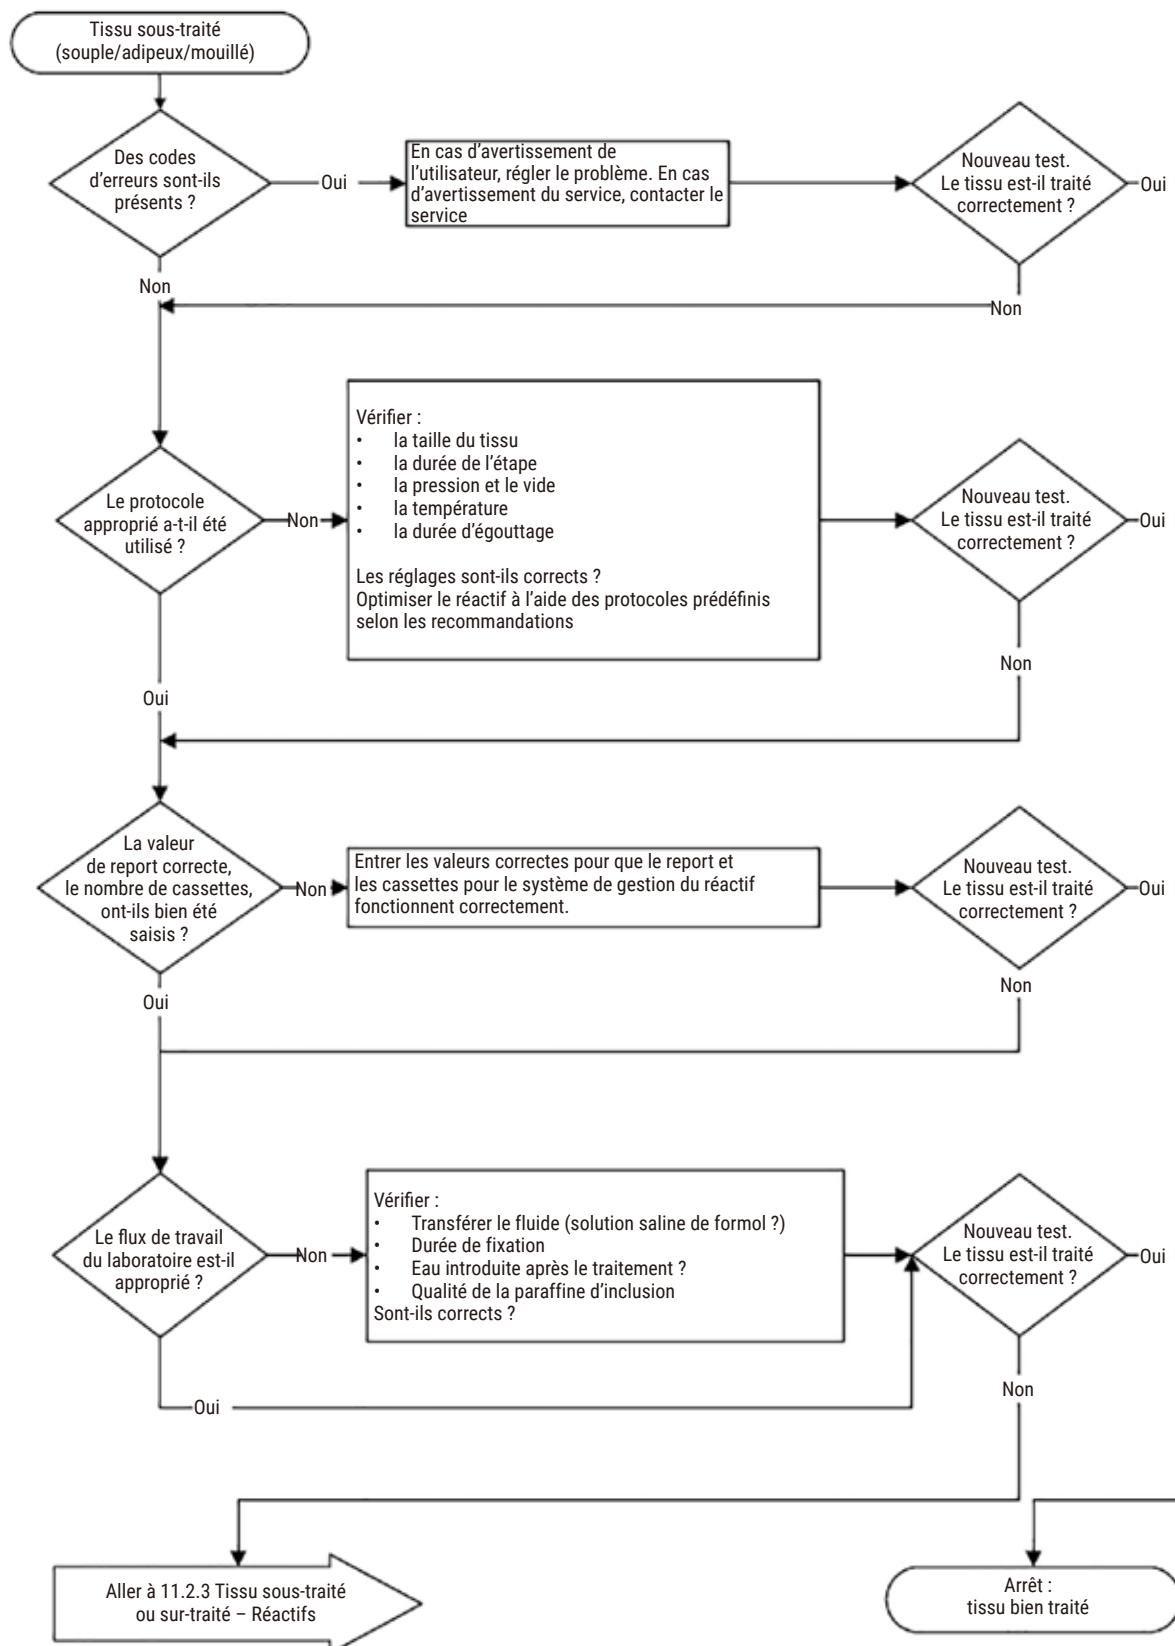 Tissu sous-traité
(souple/adipeux/mouillé)
Des codes
d'erreurs sont-ils
présents ?
Oui
En cas d'avertissement de
l'utilisateur, régler le problème. En cas
d'avertissement du service, contacter le
service
Nouveau test.
Le tissu est-il traité
correctement ?
Oui
Non
Non
Le protocole
approprié a-t-il été
utilisé ?
Non
Vérifier :
• la taille du tissu
• la durée de l'étape
• la pression et le vide
• la température
• la durée d'égouttage
Les réglages sont-ils corrects ?
Optimiser le réactif à l'aide des protocoles prédéfinis
selon les recommandations
Nouveau test.
Le tissu est-il traité
correctement ?
Oui
Non
Oui
La valeur
de report correcte,
le nombre de cassettes,
ont-ils bien été
saisis ?
Non
Entrer les valeurs correctes pour que le report et
les cassettes pour le système de gestion du réactif
fonctionnent correctement.
Nouveau test.
Le tissu est-il traité
correctement ?
Oui
Non
Oui
Le flux de travail
du laboratoire est-il
approprié ?
Non
Vérifier :
• Transférer le fluide (solution saline de formol ?)
• Durée de fixation
• Eau introduite après le traitement ?
• Qualité de la paraffine d'inclusion
Sont-ils corrects ?
Nouveau test.
Le tissu est-il traité
correctement ?
Oui
Non
Oui
Aller à 11.2.3 Tissu sous-traité
ou sur-traité – Réactifs
Arrêt :
tissu bien traité